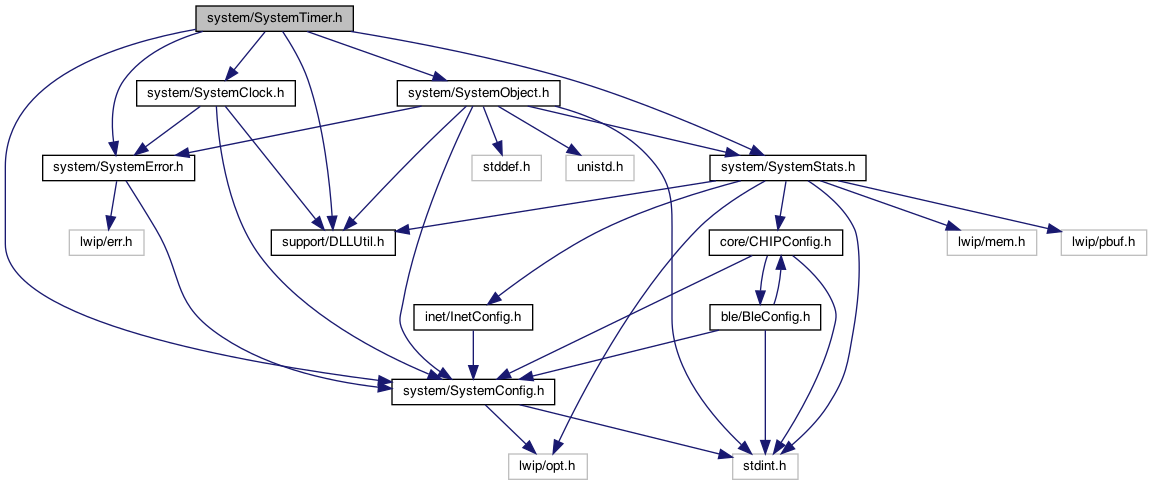 system/SystemTimer.h
system/SystemClock.h
system/SystemObject.h
system/SystemError.h
stddef.h
unistd.h
system/SystemStats.h
lwip/err.h
support/DLLUtil.h
core/CHIPConfig.h
lwip/mem.h
lwip/pbuf.h
inet/InetConfig.h
ble/BleConfig.h
system/SystemConfig.h
lwip/opt.h
stdint.h